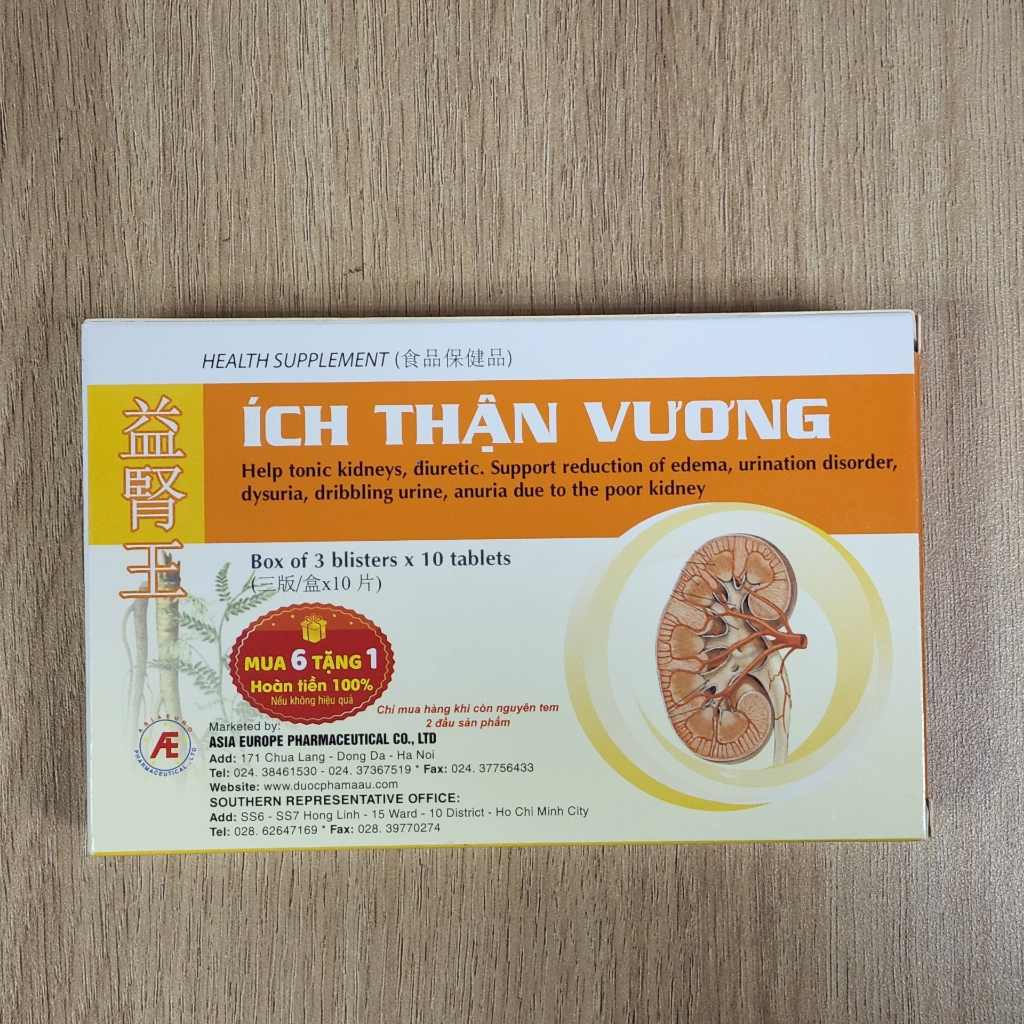 HEALTH SUPPLEMENT (食品保健品)
益腎王
ÍCH THẬN VƯƠNG
Help tonic kidneys, điuretic. Support reduction of edema, urination disorder,
dysuria, dribbling urine, anuria due to the poor kidney
Box of 3 blisters x 10 tablets
(三版/盒x10 片)
MUA 6 TẶNG 1
Hoàn tiền 100%
Nếu không hiệu quả
Chỉ mua hàng khi còn nguyên tem
2 đầu sản phẩm
ASIA EURO
PHARMACEUTICAL., LTD
Æ
Marketed by:
ASIA EUROPE PHARMACEUTICAL CO., LTD
Add: 171 Chua Lang - Dong Da - Ha Noi
Tel: 024. 38461530 - 024. 37367519 * Fax: 024. 37756433
Website: www.duocphamaau.com
SOUTHERN REPRESENTATIVE OFFICE:
Add: SS6 - SS7 Hong Linh - 15 Ward - 10 District - Ho Chi Minh City
Tel: 028. 62647169 * Fax: 028. 39770274